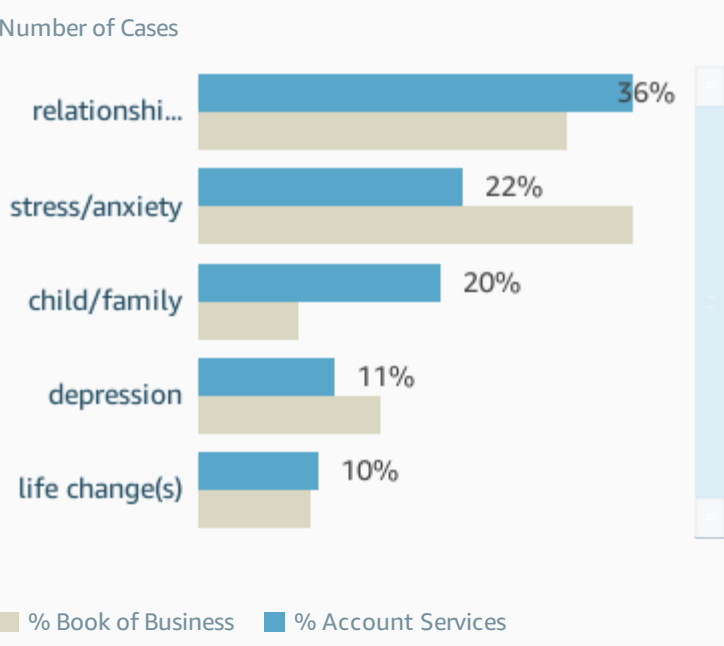 Number of Cases
relationshi... 36%
stress/anxiety 22%
child/family 20%
depression 11%
life change(s) 10%
% Book of Business % Account Services